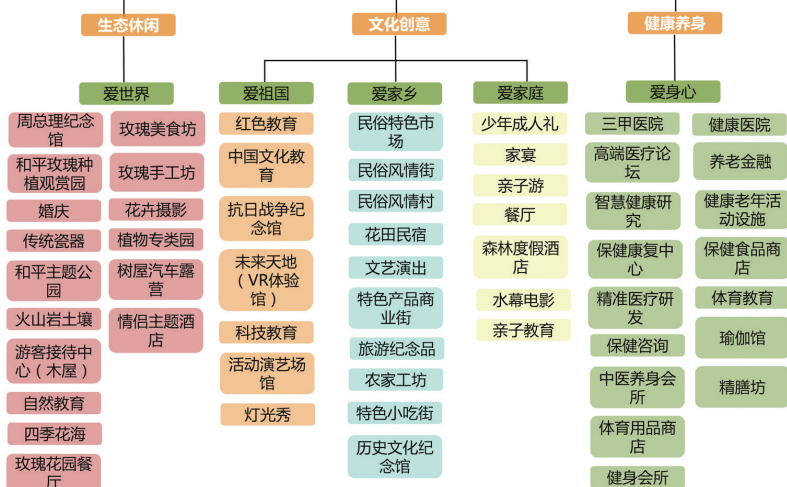 生态休闲
文化创意
健康养身
爱世界
爱祖国
爱家乡
爱家庭
爱身心
周总理纪念
馆
和平玫瑰种
植观赏园
婚庆
传统瓷器
和平主题公
园
火山岩土壤
游客接待中
心（木屋）
自然教育
四季花海
玫瑰花园餐
厅
玫瑰美食坊
玫瑰手工坊
花卉摄影
植物专类园
树屋汽车露
营
情侣主题酒
店
红色教育
中国文化教
育
抗日战争纪
念馆
未来天地
（VR体验
馆）
科技教育
活动演艺场
馆
灯光秀
民俗特色市
场
民俗风情街
民俗风情村
花田民宿
文艺演出
特色产品商
业街
旅游纪念品
农家工坊
特色小吃街
历史文化纪
念馆
少年成人礼
家宴
亲子游
餐厅
森林度假酒
店
水幕电影
亲子教育
三甲医院
高端医疗论
坛
智慧健康研
究
保健康复中
心
精准医疗研
发
保健咨询
中医养身会
所
体育用品商
店
健身会所
健康医院
养老金融
健康老年活
动设施
保健食品商
店
体育教育
瑜伽馆
精膳坊